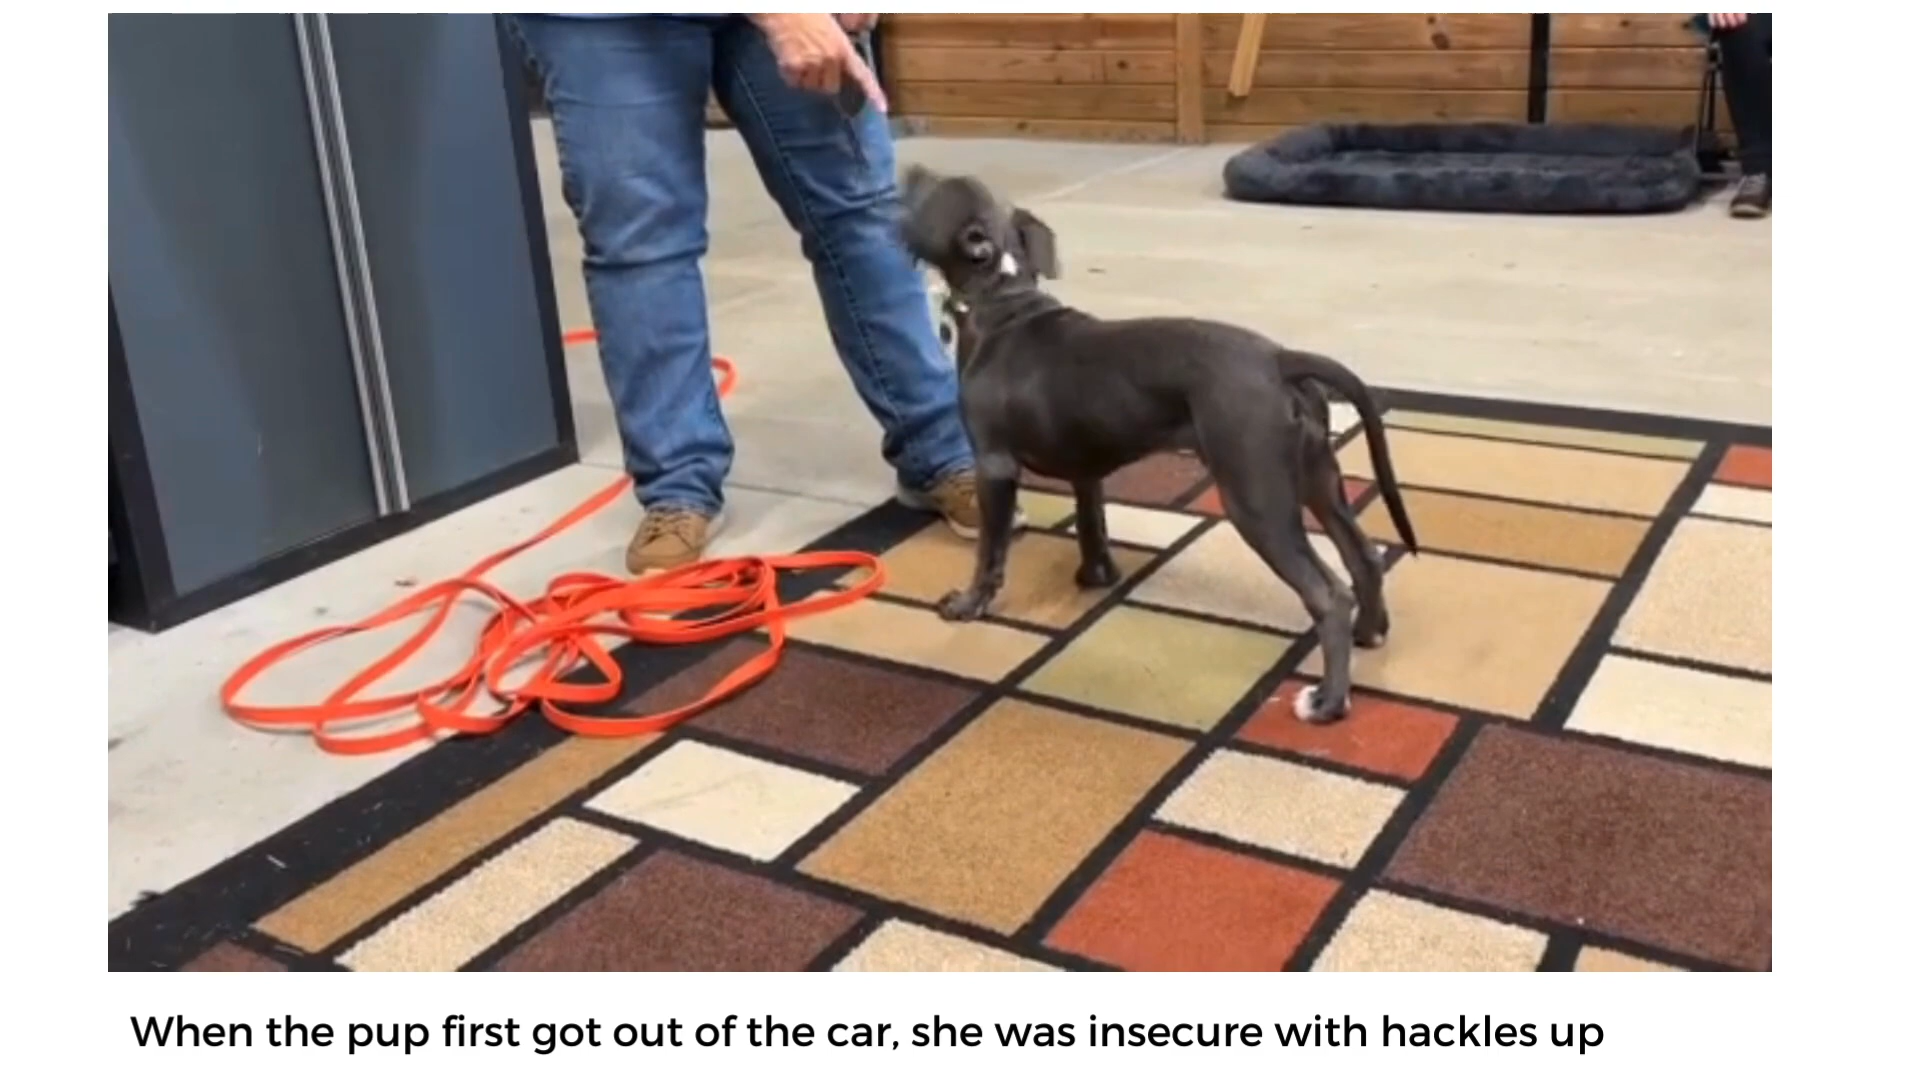 When the pup first got out of the car, she was insecure with hackles up